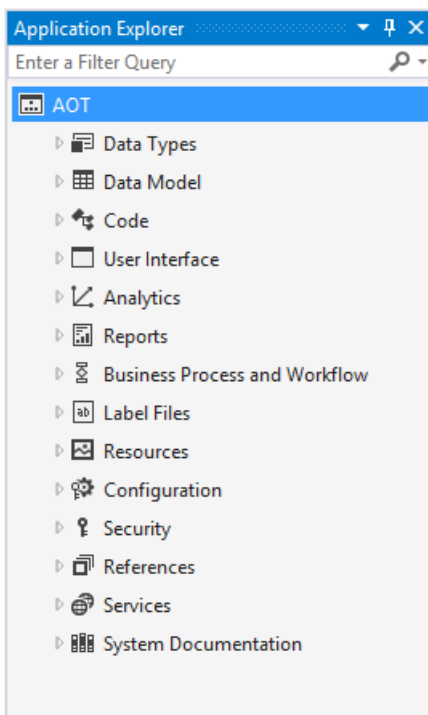 Application Explorer
Enter a Filter Query
AOT
Data Types
Data Model
Code
User Interface
Analytics
Reports
Business Process and Workflow
Label Files
Resources
Configuration
Security
References
Services
System Documentation